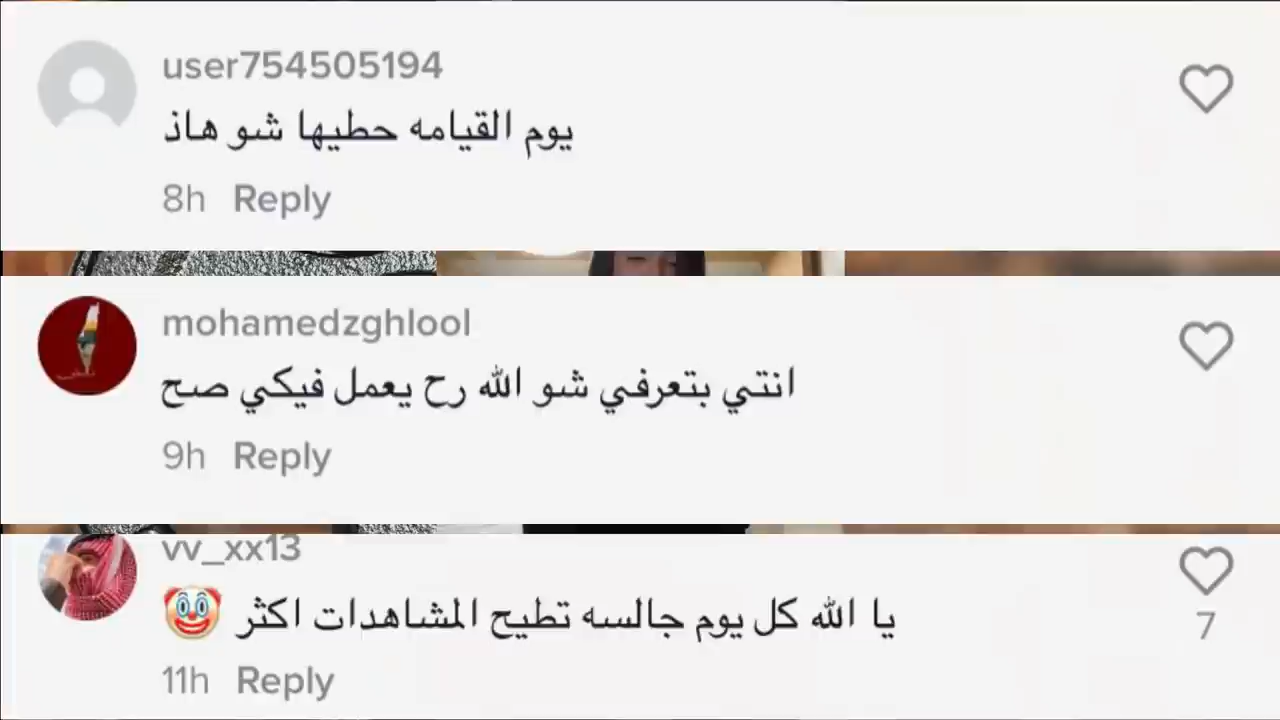 user754505194
يوم القيامه حطيها شو هاذ
8h Reply
mohamedzghlool
انتي بتعرفي شو الله رح يعمل فيكي صح
9h Reply
vv_xx13
يا الله كل يوم جالسه تطيح المشاهدات اكثر 🤡
7
11h Reply